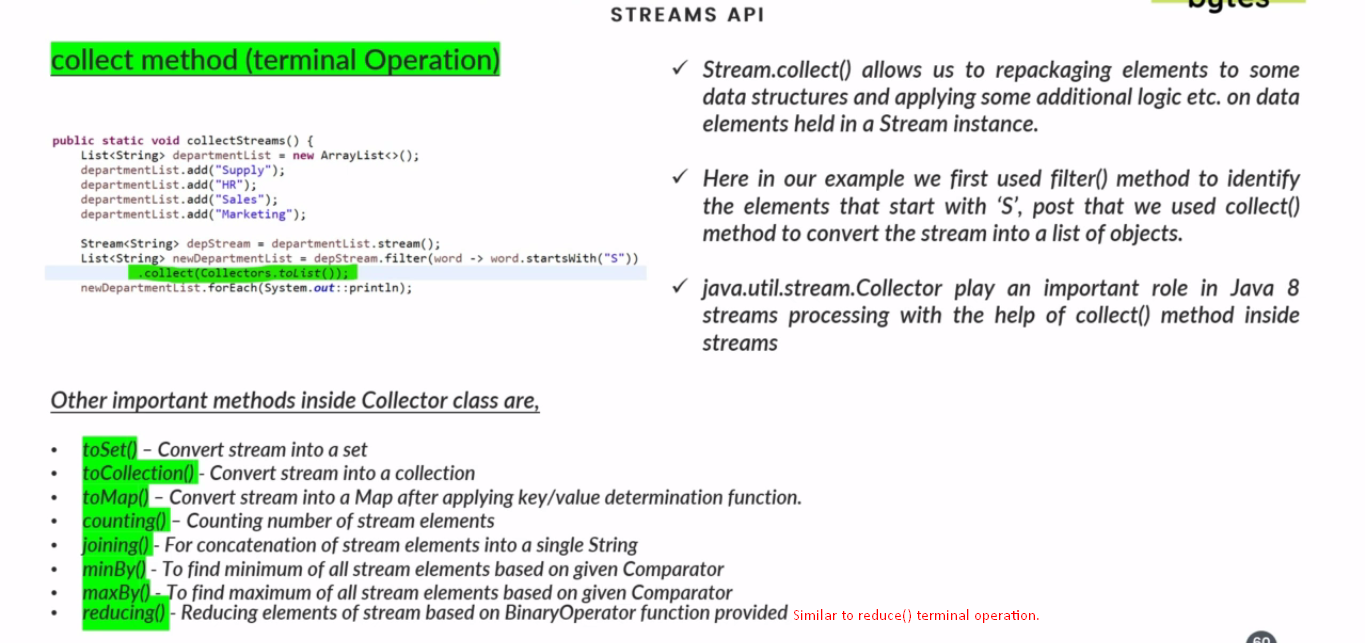 bytes
STREAMS API
collect method (terminal Operation)
public static void collectStreams() {
List<String> departmentList = new ArrayList<>();
departmentList.add("Supply");
departmentList.add("HR");
departmentList.add("Sales");
departmentList.add("Marketing");
Stream<String> depStream = departmentList.stream();
List<String> newDepartmentList = depStream.filter(word -> word.startsWith("S"))
.collect(Collectors.toList());
newDepartmentList.forEach(System.out::println);
✓ Stream.collect() allows us to repackaging elements to some
data structures and applying some additional logic etc. on data
elements held in a Stream instance.
✓ Here in our example we first used filter() method to identify
the elements that start with ‘S’, post that we used collect()
method to convert the stream into a list of objects.
✓ java.util.stream.Collector play an important role in Java 8
streams processing with the help of collect() method inside
streams
Other important methods inside Collector class are,
• toSet() – Convert stream into a set
• toCollection() - Convert stream into a collection
• toMap() – Convert stream into a Map after applying key/value determination function.
• counting() – Counting number of stream elements
• joining() - For concatenation of stream elements into a single String
• minBy() - To find minimum of all stream elements based on given Comparator
• maxBy() - To find maximum of all stream elements based on given Comparator
• reducing() - Reducing elements of stream based on BinaryOperator function provided Similar to reduce() terminal operation.